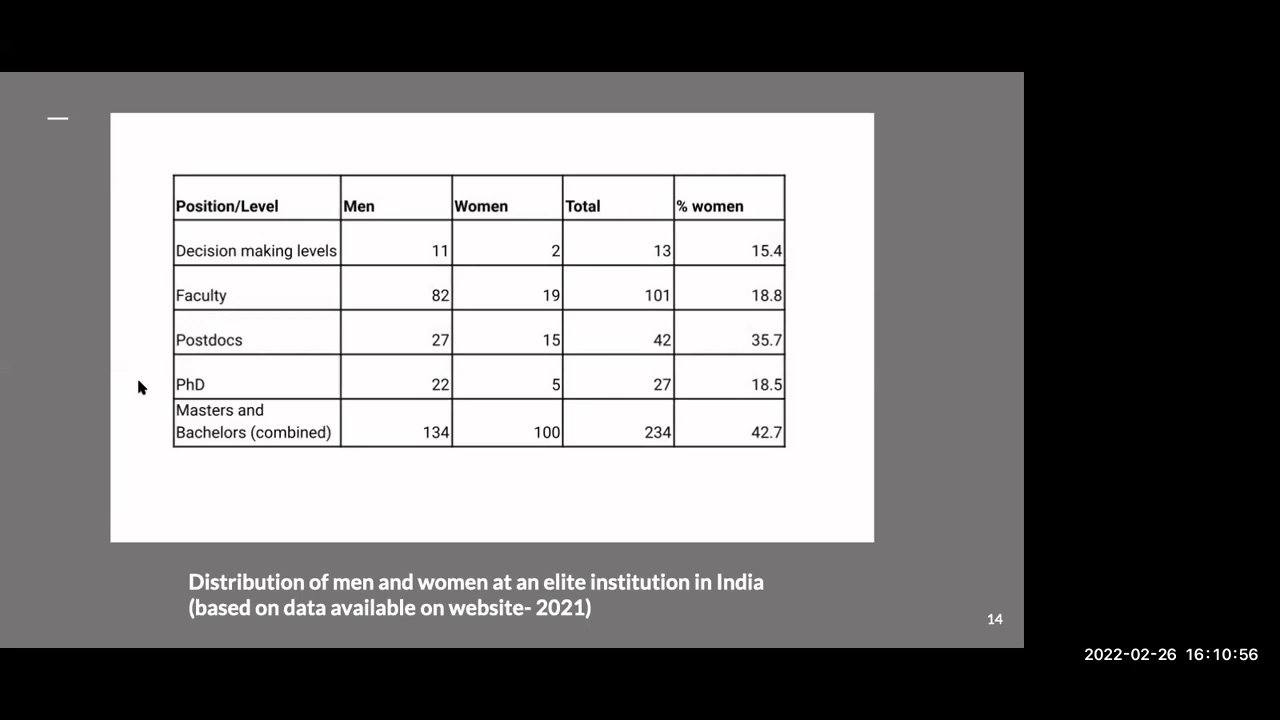 Position/Level Men Women Total % women
Decision making levels 11 2 13 15.4
Faculty 82 19 101 18.8
Postdocs 27 15 42 35.7
PhD 22 5 27 18.5
Masters and
Bachelors (combined) 134 100 234 42.7
Distribution of men and women at an elite institution in India
(based on data available on website- 2021)
14
2022-02-26 16:10:56